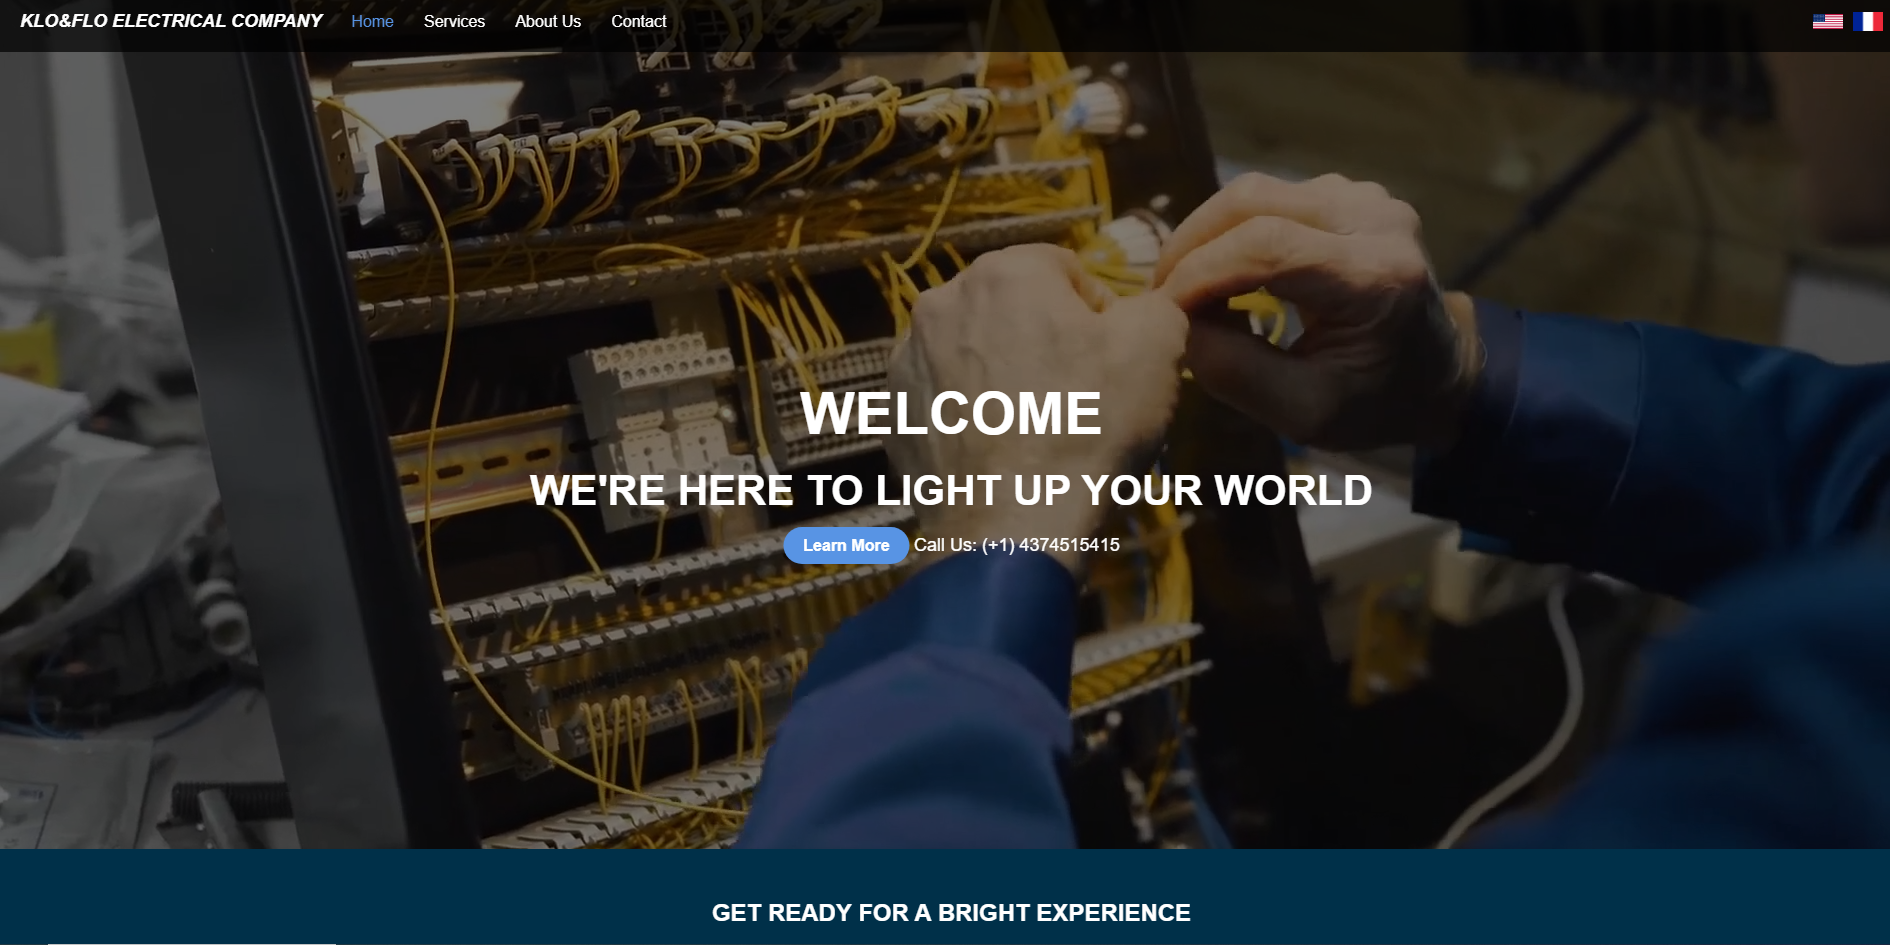 KLO&FLO ELECTRICAL COMPANY Home Services About Us Contact
WELCOME
WE'RE HERE TO LIGHT UP YOUR WORLD
Learn More Call Us: (+1) 4374515415
GET READY FOR A BRIGHT EXPERIENCE